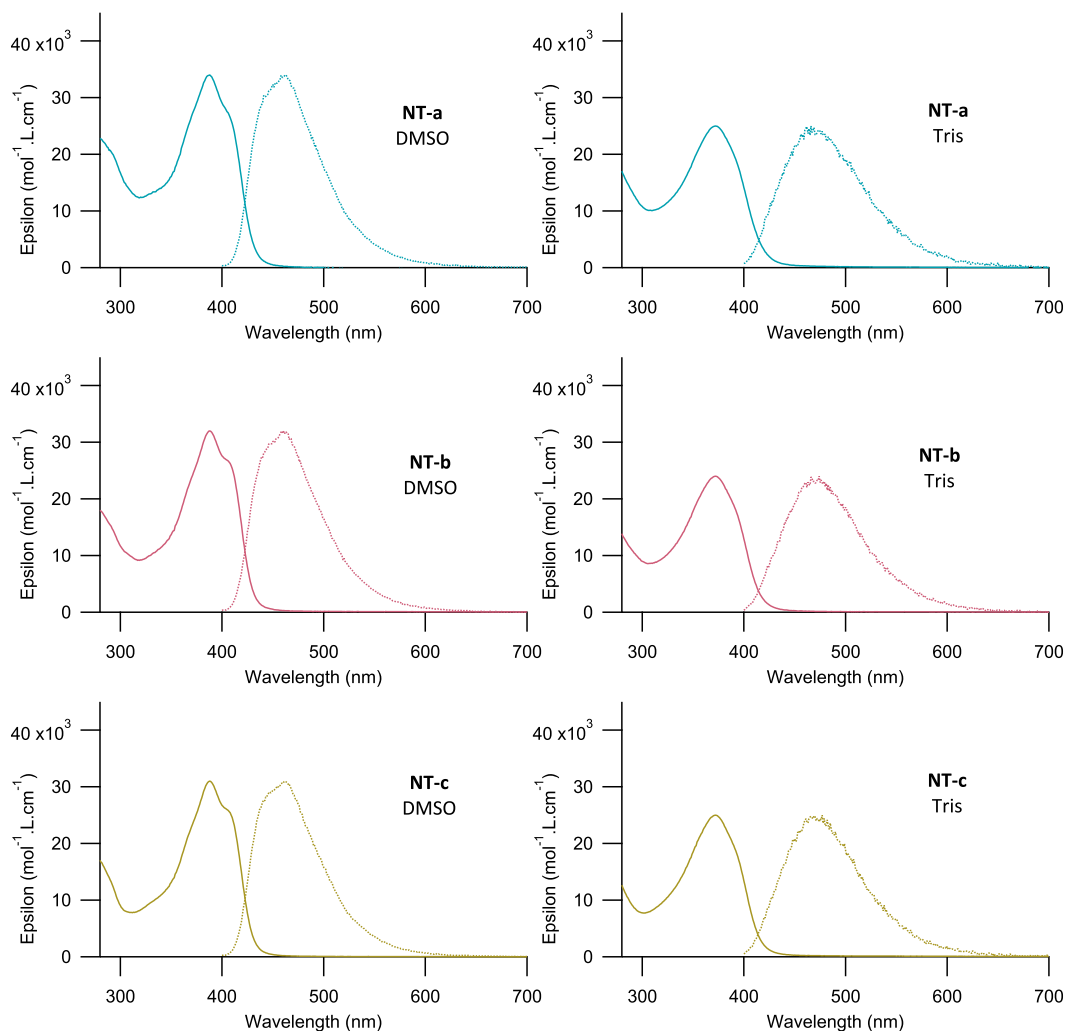 40 x10³
30
20
10
0
Epsilon (mol⁻¹.L.cm⁻¹)
NT-a
DMSO
300 400 500 600 700
Wavelength (nm)
40 x10³
30
20
10
0
Epsilon (mol⁻¹.L.cm⁻¹)
NT-a
Tris
300 400 500 600 700
Wavelength (nm)
40 x10³
30
20
10
0
Epsilon (mol⁻¹.L.cm⁻¹)
NT-b
DMSO
300 400 500 600 700
Wavelength (nm)
40 x10³
30
20
10
0
Epsilon (mol⁻¹.L.cm⁻¹)
NT-b
Tris
300 400 500 600 700
Wavelength (nm)
40 x10³
30
20
10
0
Epsilon (mol⁻¹.L.cm⁻¹)
NT-c
DMSO
300 400 500 600 700
Wavelength (nm)
40 x10³
30
20
10
0
Epsilon (mol⁻¹.L.cm⁻¹)
NT-c
Tris
300 400 500 600 700
Wavelength (nm)